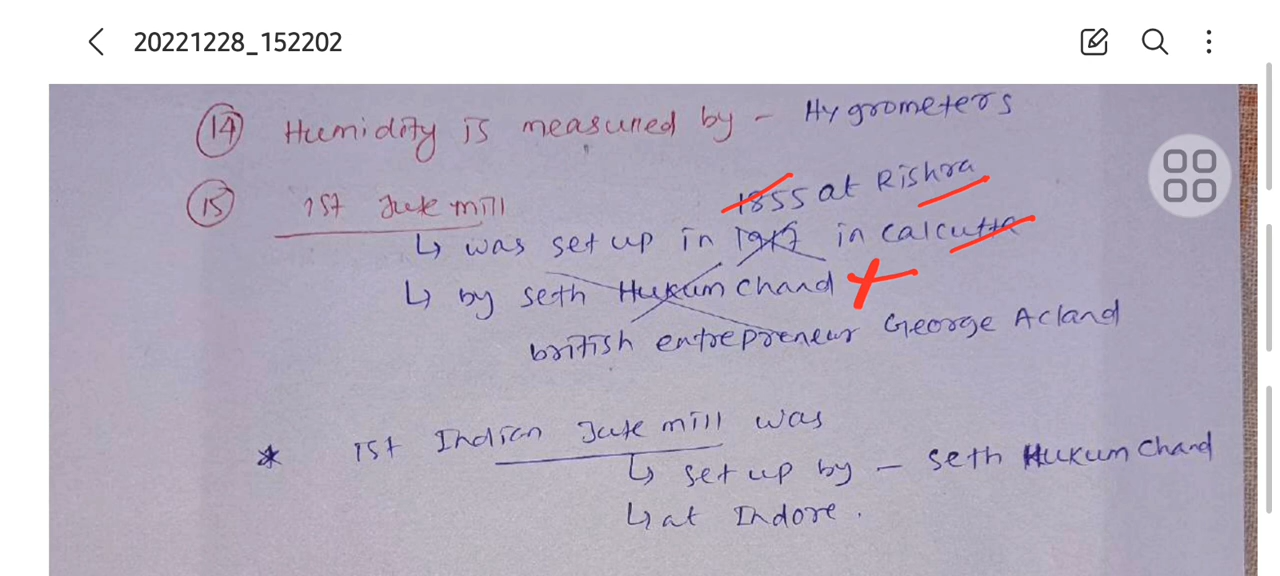 20221228_152202
14 Humidity is measured by - Hygrometers
15 1st Jute mill
1855 at Rishra
↳ was set up in 1917 in Calcutta
↳ by seth Hukum Chand
british entrepreneur George Acland
* 1st Indian Jute mill was
↳ set up by - seth Hukum Chand
↳ at Indore.